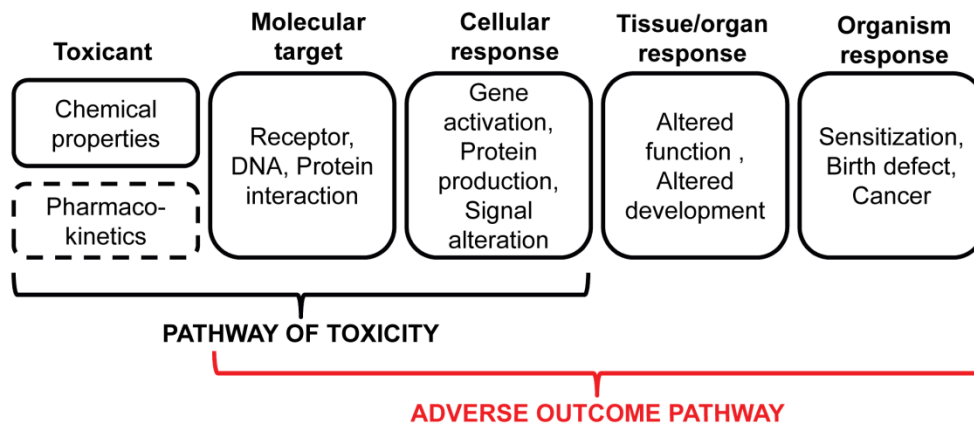 Toxicant
Molecular
target
Cellular
response
Tissue/organ
response
Organism
response
Chemical
properties
Pharmaco-
kinetics
Receptor,
DNA, Protein
interaction
Gene
activation,
Protein
production,
Signal
alteration
Altered
function ,
Altered
development
Sensitization,
Birth defect,
Cancer
PATHWAY OF TOXICITY
ADVERSE OUTCOME PATHWAY